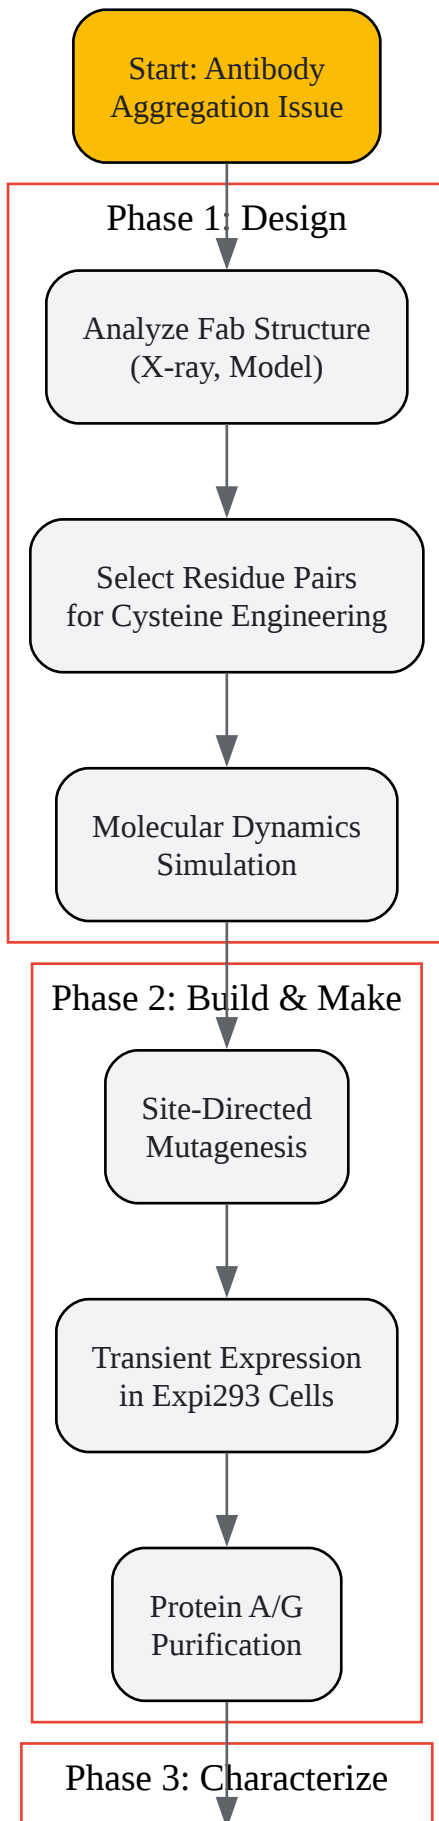 Start: Antibody
Aggregation Issue
Phase 1: Design
Analyze Fab Structure
(X-ray, Model)
Select Residue Pairs
for Cysteine Engineering
Molecular Dynamics
Simulation
Phase 2: Build & Make
Site-Directed
Mutagenesis
Transient Expression
in Expi293 Cells
Protein A/G
Purification
Phase 3: Characterize